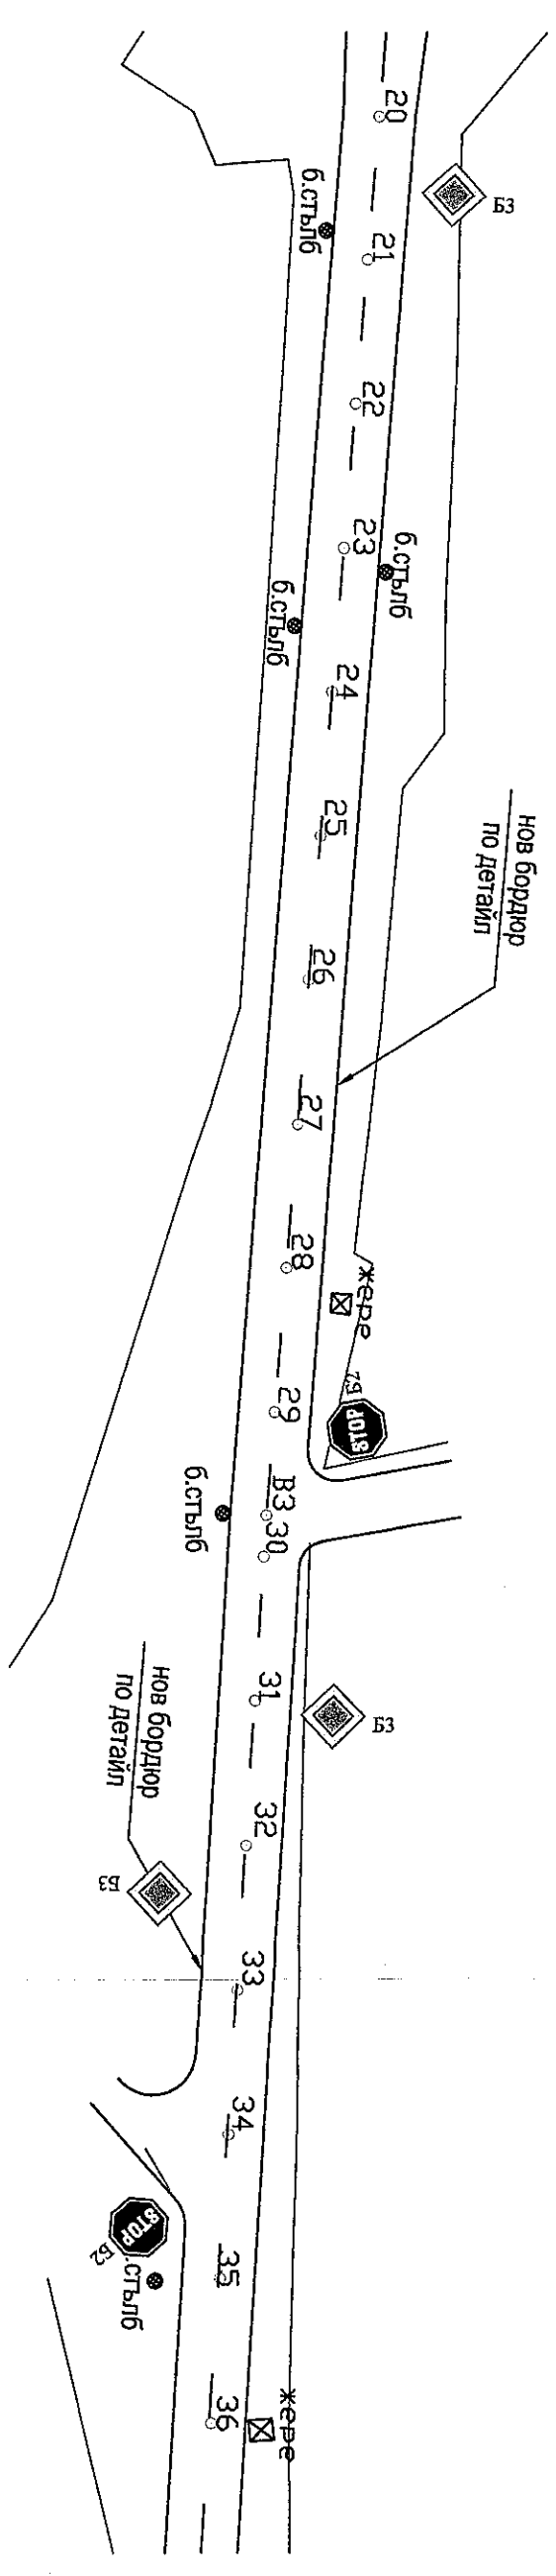 20
Б3
б.стълб
21
22
23
б.стълб
б.стълб
24
25
нов бордюр
по детайл
26
27
28
жере
Б2
STOP
29
В3
30
б.стълб
31
Б3
нов бордюр
по детайл
32
Б3
33
34
STOP
Б2
.стълб
35
36
жере